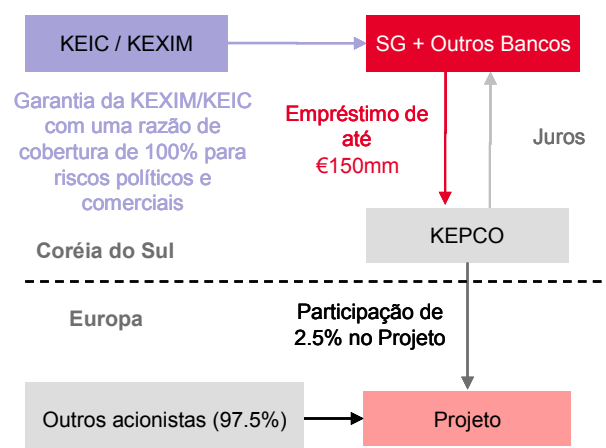 KEIC / KEXIM
SG + Outros Bancos
Garantia da KEXIM/KEIC
com uma razão de
cobertura de 100% para
riscos políticos e
comerciais
Empréstimo de
até
€150mm
Juros
KEPCO
Coréia do Sul
Europa
Participação de
2.5% no Projeto
Outros acionistas (97.5%)
Projeto